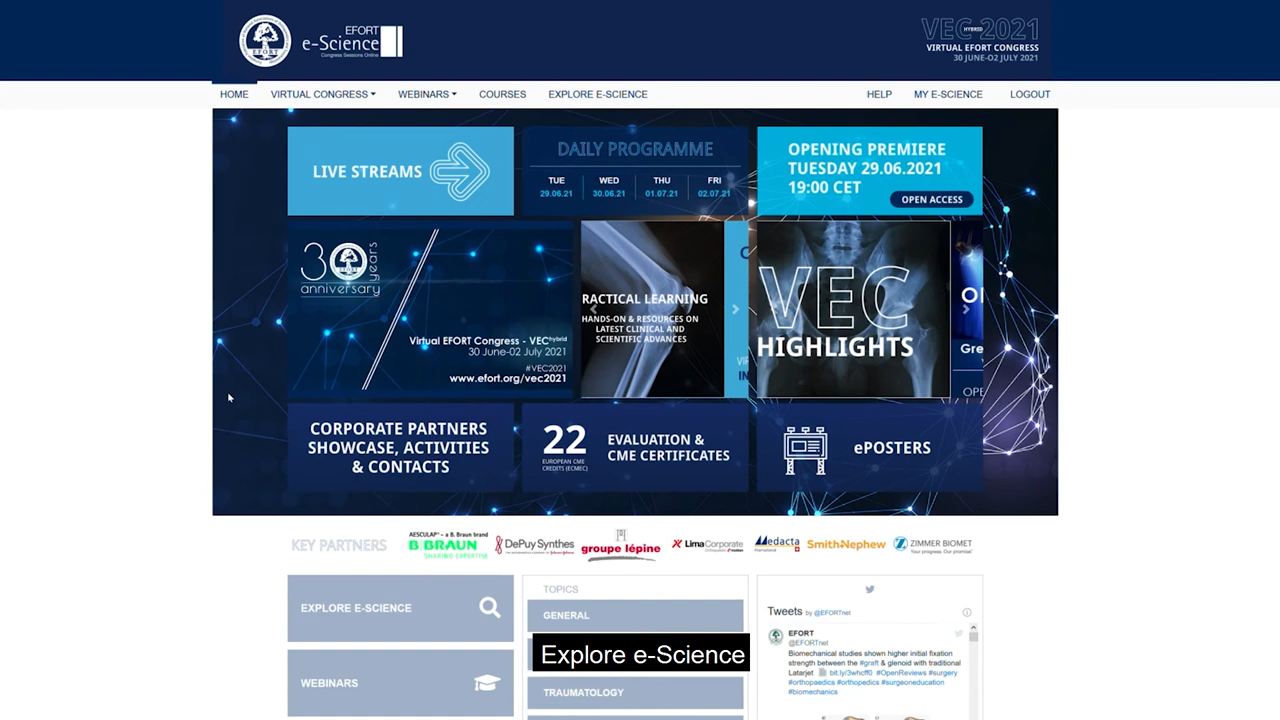 EFORT
e-Science
Congress Sessions Online
EFORT
VEC 2021
HYBRID
VIRTUAL EFORT CONGRESS
30 JUNE-02 JULY 2021
HOME
VIRTUAL CONGRESS
WEBINARS
COURSES
EXPLORE E-SCIENCE
HELP
MY E-SCIENCE
LOGOUT
LIVE STREAMS
DAILY PROGRAMME
TUE WED THU FRI
29.06.21 30.06.21 01.07.21 02.07.21
OPENING PREMIERE
TUESDAY 29.06.2021
19:00 CET
OPEN ACCESS
30 years
anniversary
Virtual EFORT Congress - VEChybrid
30 June-02 July 2021
#VEC2021
www.efort.org/vec2021
RACTICAL LEARNING
HANDS-ON & RESOURCES ON
LATEST CLINICAL AND
SCIENTIFIC ADVANCES
VEC
HIGHLIGHTS
Gre
CORPORATE PARTNERS
SHOWCASE, ACTIVITIES
& CONTACTS
22
EUROPEAN CME
CREDITS (ECMEC)
EVALUATION &
CME CERTIFICATES
ePOSTERS
KEY PARTNERS
AESCULAP® – a B. Braun brand
B BRAUN
SHARING EXPERTISE
DePuy Synthes
groupe lépine
LimaCorporate
Medacta
International
Smith+Nephew
ZIMMER BIOMET
Your progress. Our promise.
EXPLORE E-SCIENCE
WEBINARS
TOPICS
GENERAL
Explore e-Science
TRAUMATOLOGY
Tweets by @EFORTnet
EFORT
@EFORTnet
Biomechanical studies shown higher initial fixation
strength between the #graft & glenoid with traditional
Latarjet bit.ly/3whcff0 #OpenReviews #surgery
#orthopaedics #orthopedics #surgeoneducation
#biomechanics